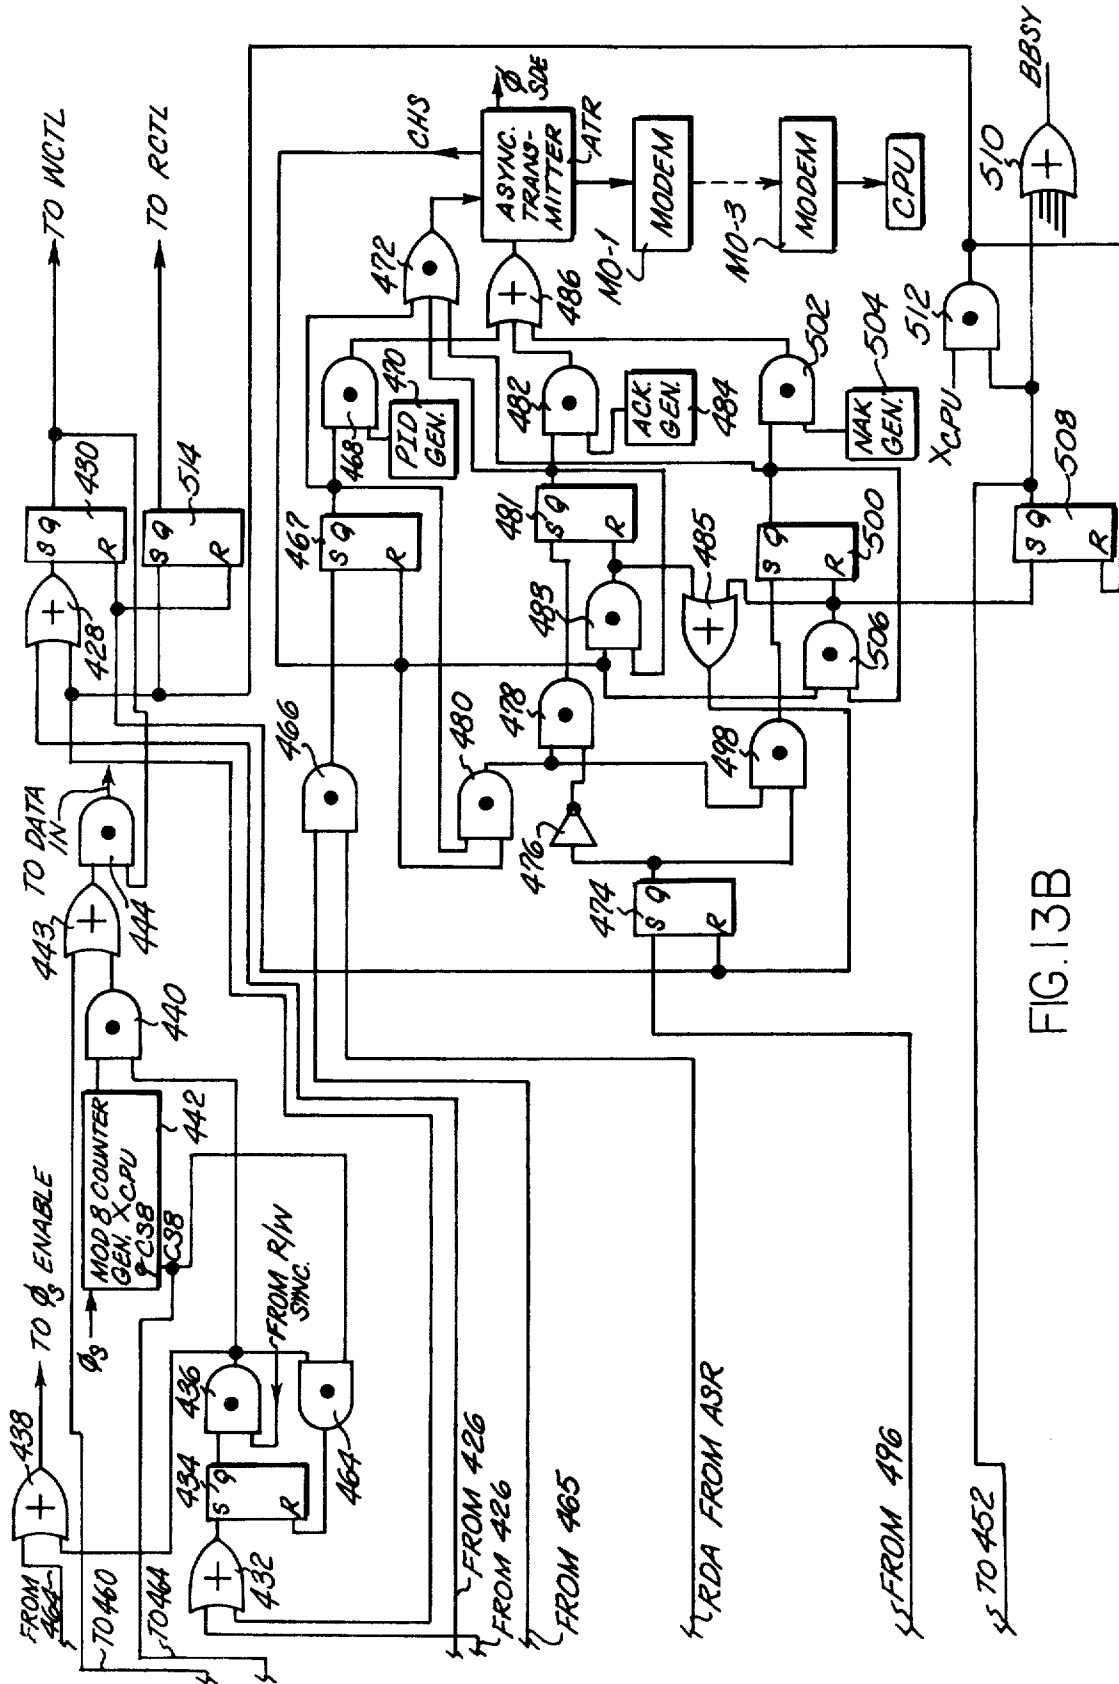 TO WCTL
TO RCTL
S Q
R
430
S Q
R
514
428
443
TO DATA
IN
444
440
MOD 8 COUNTER
GEN. XCPU
& CS8
CS8
442
ϕS
TO ϕS ENABLE
438
FROM
464
TO 460
TO 464
436
FROM R/W
SYNC.
434
S Q
R
464
432
FROM 426
FROM 426
FROM 465
RDA FROM ASR
FROM 496
TO 452
CHS
ϕ
SDE
ASYNC.
TRANS-
MITTER
ATR
MODEM
MO-1
MODEM
MO-3
CPU
472
486
468
470
PID
GEN.
467
S Q
R
466
480
482
ACK.
GEN.
484
481
S Q
R
483
485
478
476
474
S Q
R
498
502
504
NAK
GEN.
S Q
R
500
506
510
BBSY
512
XCPU
S Q
R
508
FIG. 13B